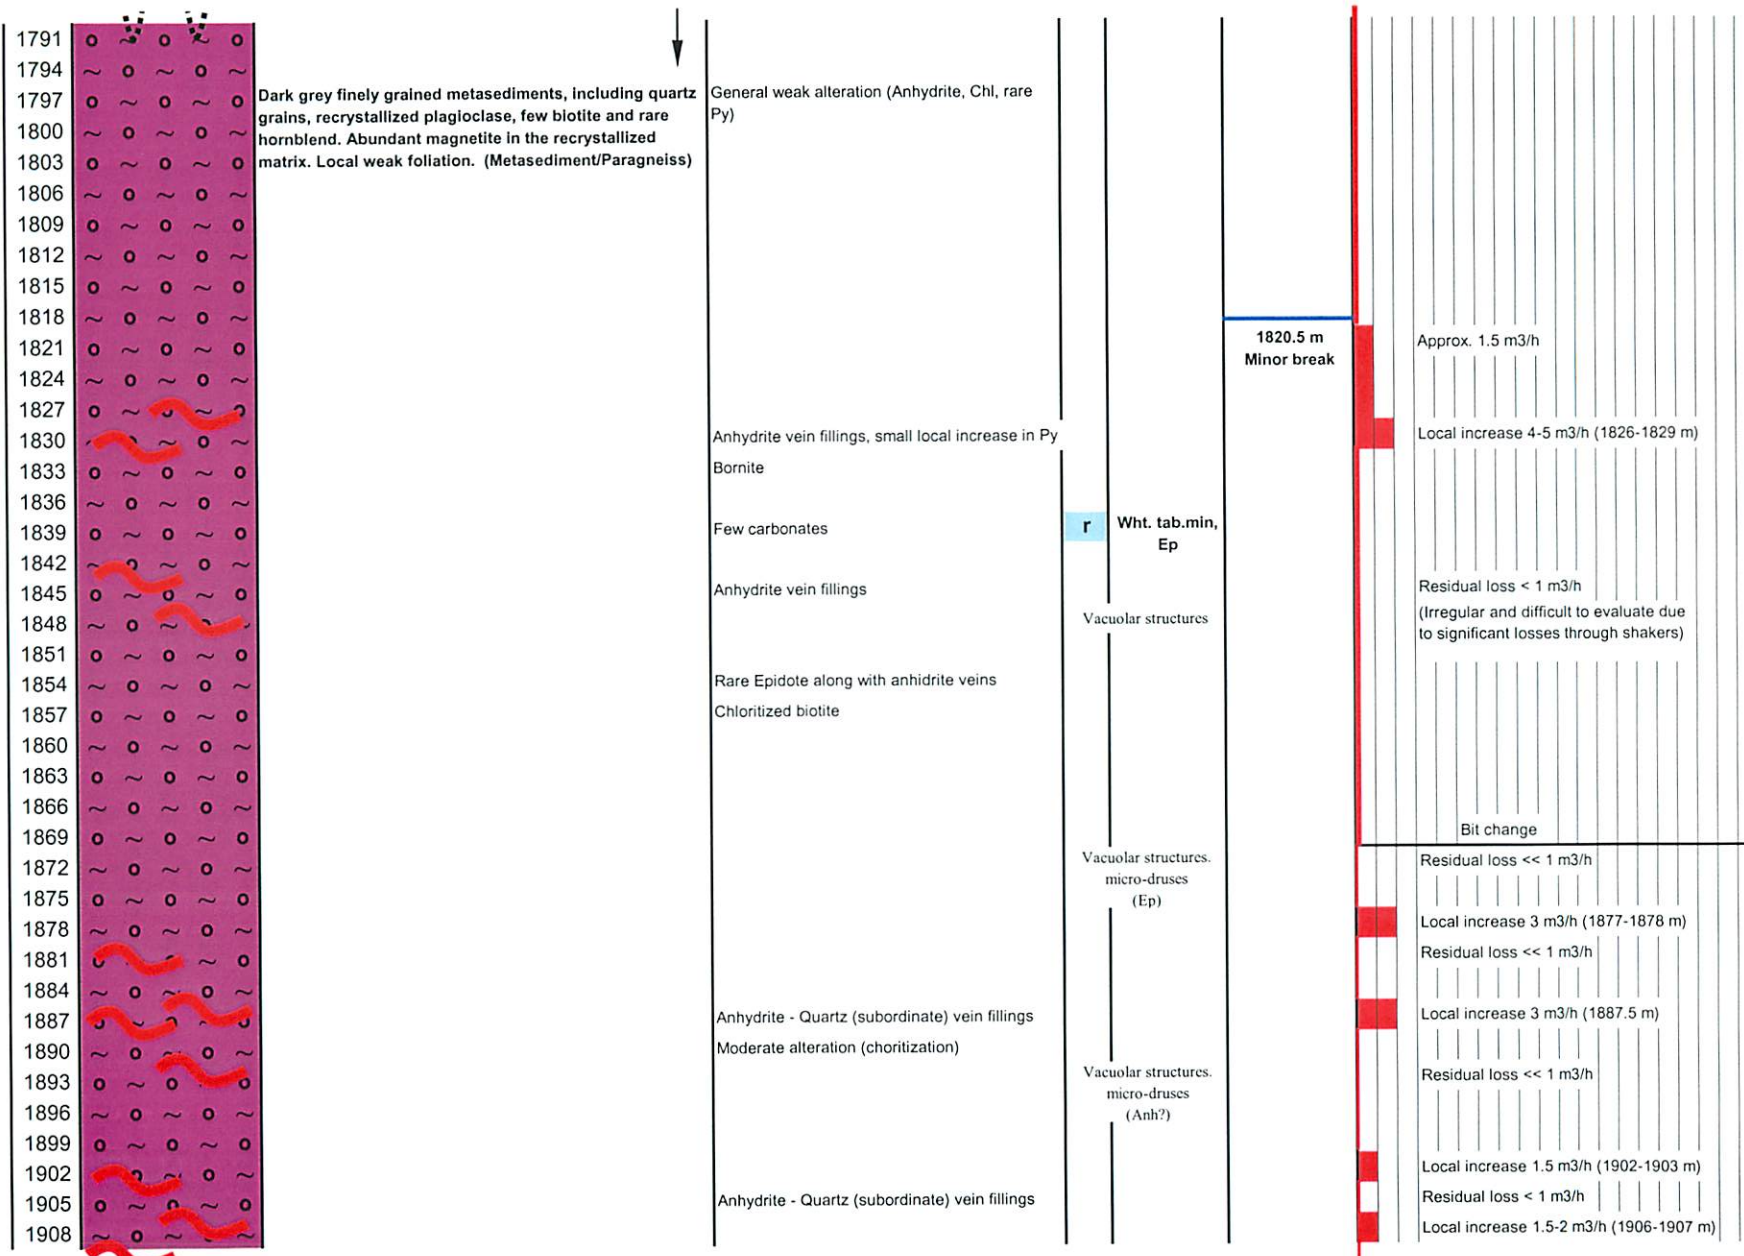 1791
1794
1797
1800
1803
1806
1809
1812
1815
1818
1821
1824
1827
1830
1833
1836
1839
1842
1845
1848
1851
1854
1857
1860
1863
1866
1869
1872
1875
1878
1881
1884
1887
1890
1893
1896
1899
1902
1905
1908
Dark grey finely grained metasediments, including quartz
grains, recrystallized plagioclase, few biotite and rare
hornblend. Abundant magnetite in the recrystallized
matrix. Local weak foliation. (Metasediment/Paragneiss)
General weak alteration (Anhydrite, Chl, rare
Py)
Anhydrite vein fillings, small local increase in Py
Bornite
Few carbonates
Anhydrite vein fillings
Rare Epidote along with anhidrite veins
Chloritized biotite
Anhydrite - Quartz (subordinate) vein fillings
Moderate alteration (choritization)
Anhydrite - Quartz (subordinate) vein fillings
r
Wht. tab.min,
Ep
Vacuolar structures
Vacuolar structures.
micro-druses
(Ep)
Vacuolar structures.
micro-druses
(Anh?)
1820.5 m
Minor break
Approx. 1.5 m3/h
Local increase 4-5 m3/h (1826-1829 m)
Residual loss < 1 m3/h
(Irregular and difficult to evaluate due
to significant losses through shakers)
Bit change
Residual loss << 1 m3/h
Local increase 3 m3/h (1877-1878 m)
Residual loss << 1 m3/h
Local increase 3 m3/h (1887.5 m)
Residual loss << 1 m3/h
Local increase 1.5 m3/h (1902-1903 m)
Residual loss < 1 m3/h
Local increase 1.5-2 m3/h (1906-1907 m)